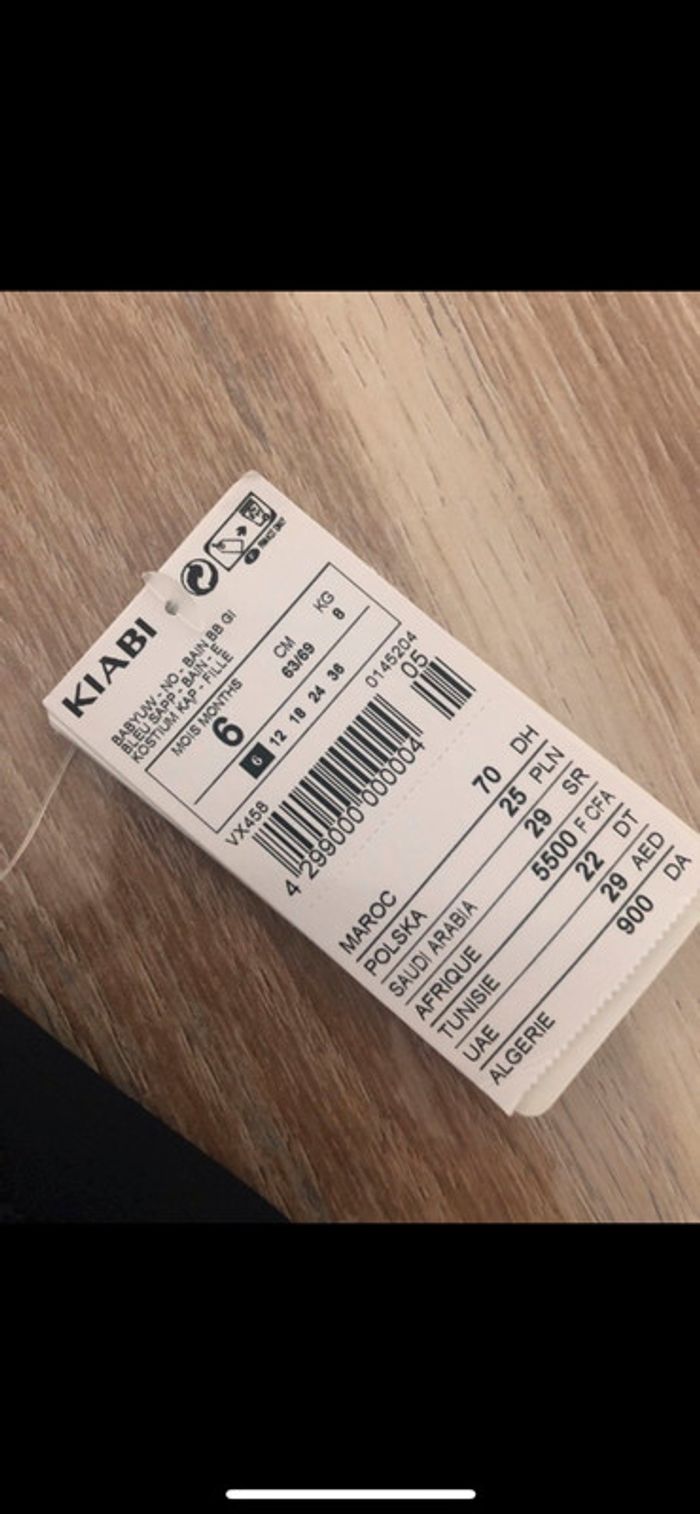 KIABI
BABYUW - NO - BAIN BB GI
BLEU SAPP - BAIN - E
KOSTIUM KAP - FILLE
MOIS MONTHS CM KG
6 63/69 8
6 12 18 24 36
VX458 0145204
05
4 299000 000004
MAROC 70 DH
POLSKA 25 PLN
SAUDI ARABIA 29 SR
AFRIQUE 5500 F CFA
TUNISIE 22 DT
UAE 29 AED
ALGERIE 900 DA